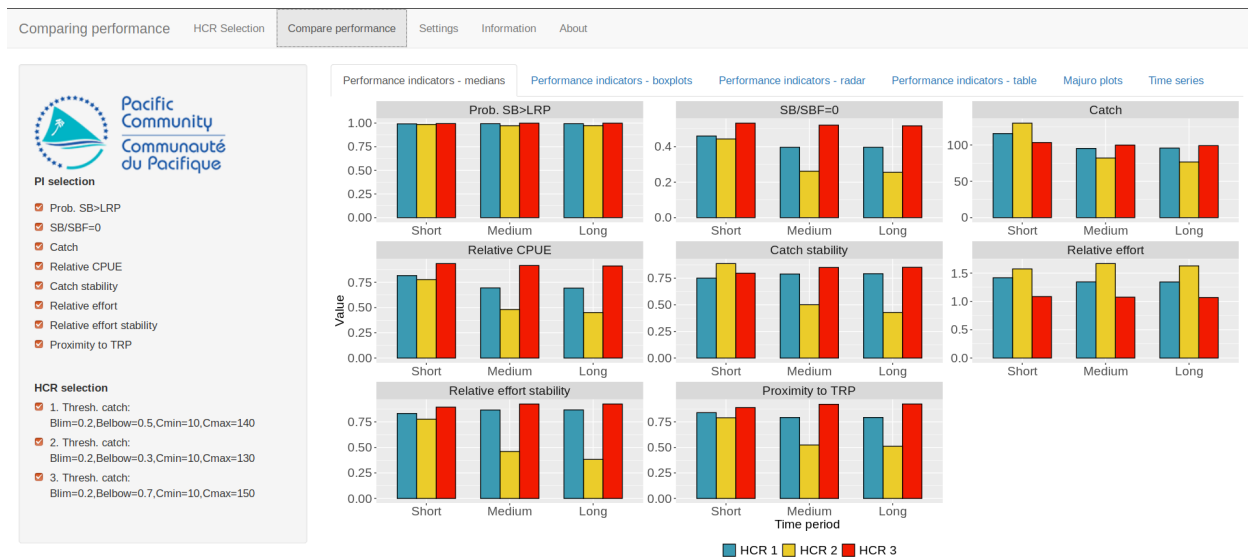 Comparing performance HCR Selection Compare performance Settings Information About
Pacific
Community
Communauté
du Pacifique
PI selection
Prob. SB>LRP
SB/SBF=0
Catch
Relative CPUE
Catch stability
Relative effort
Relative effort stability
Proximity to TRP
HCR selection
1. Thresh. catch:
Blim=0.2,Belbow=0.5,Cmin=10,Cmax=140
2. Thresh. catch:
Blim=0.2,Belbow=0.3,Cmin=10,Cmax=130
3. Thresh. catch:
Blim=0.2,Belbow=0.7,Cmin=10,Cmax=150
Performance indicators - medians Performance indicators - boxplots Performance indicators - radar Performance indicators - table Majuro plots Time series
Prob. SB>LRP
1.00
0.75
0.50
0.25
0.00
Short Medium Long
SB/SBF=0
0.4
0.2
0.0
Short Medium Long
Catch
100
50
0
Short Medium Long
Value
Relative CPUE
0.75
0.50
0.25
0.00
Short Medium Long
Catch stability
0.75
0.50
0.25
0.00
Short Medium Long
Relative effort
1.5
1.0
0.5
0.0
Short Medium Long
Relative effort stability
0.75
0.50
0.25
0.00
Short Medium Long
Proximity to TRP
0.75
0.50
0.25
0.00
Short Medium Long
Time period
HCR 1 HCR 2 HCR 3